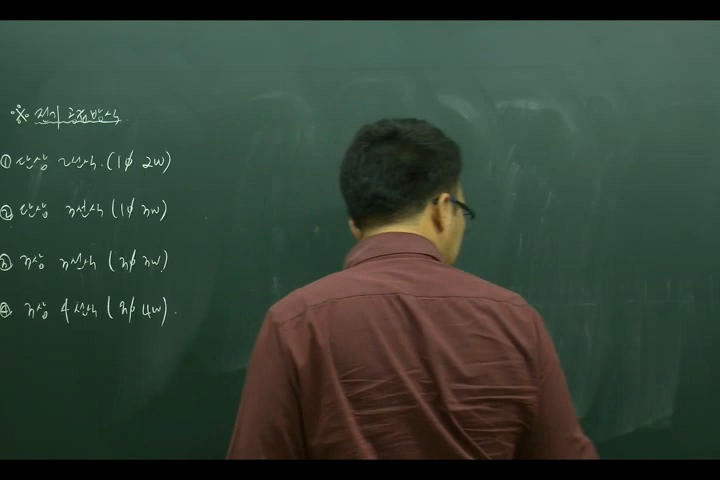 ※ 전기 공급방식
① 단상 2선식. (1φ 2W)
② 단상 3선식 (1φ 3W)
③ 3상 3선식 (3φ 3W)
④ 3상 4선식 (3φ 4W).